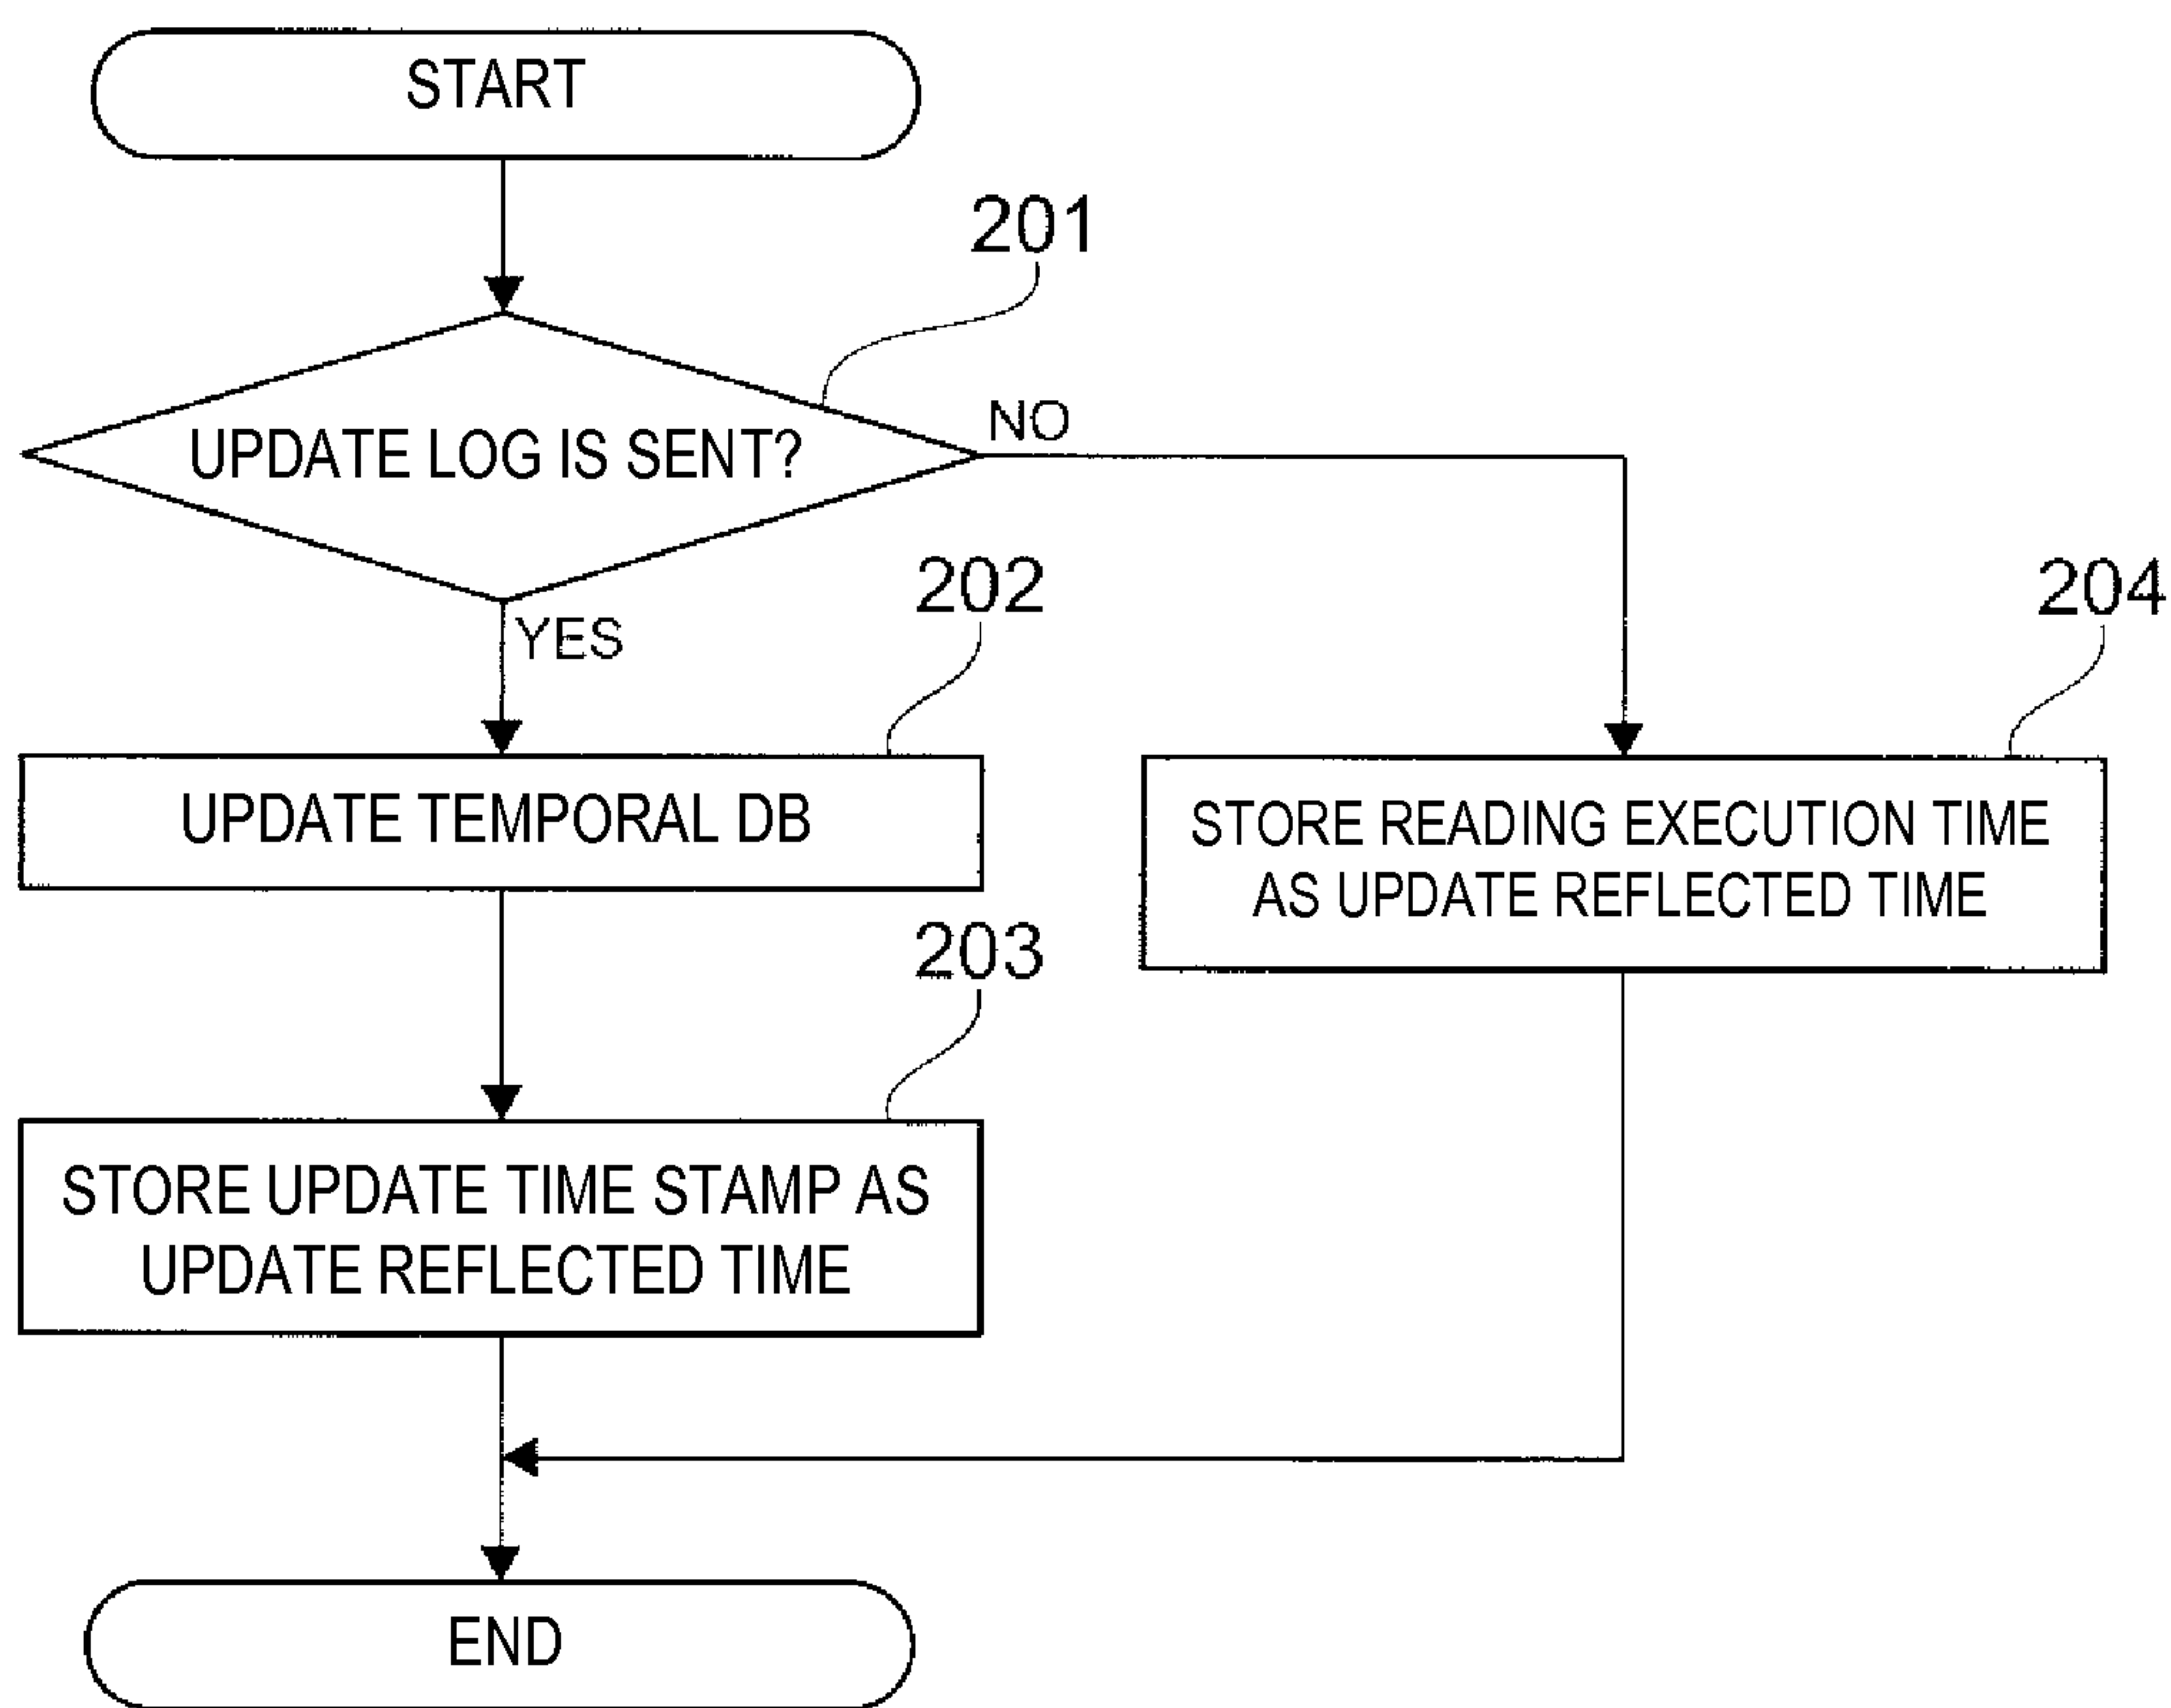 START
201
UPDATE LOG IS SENT?
NO
YES
202
UPDATE TEMPORAL DB
204
STORE READING EXECUTION TIME
AS UPDATE REFLECTED TIME
203
STORE UPDATE TIME STAMP AS
UPDATE REFLECTED TIME
END